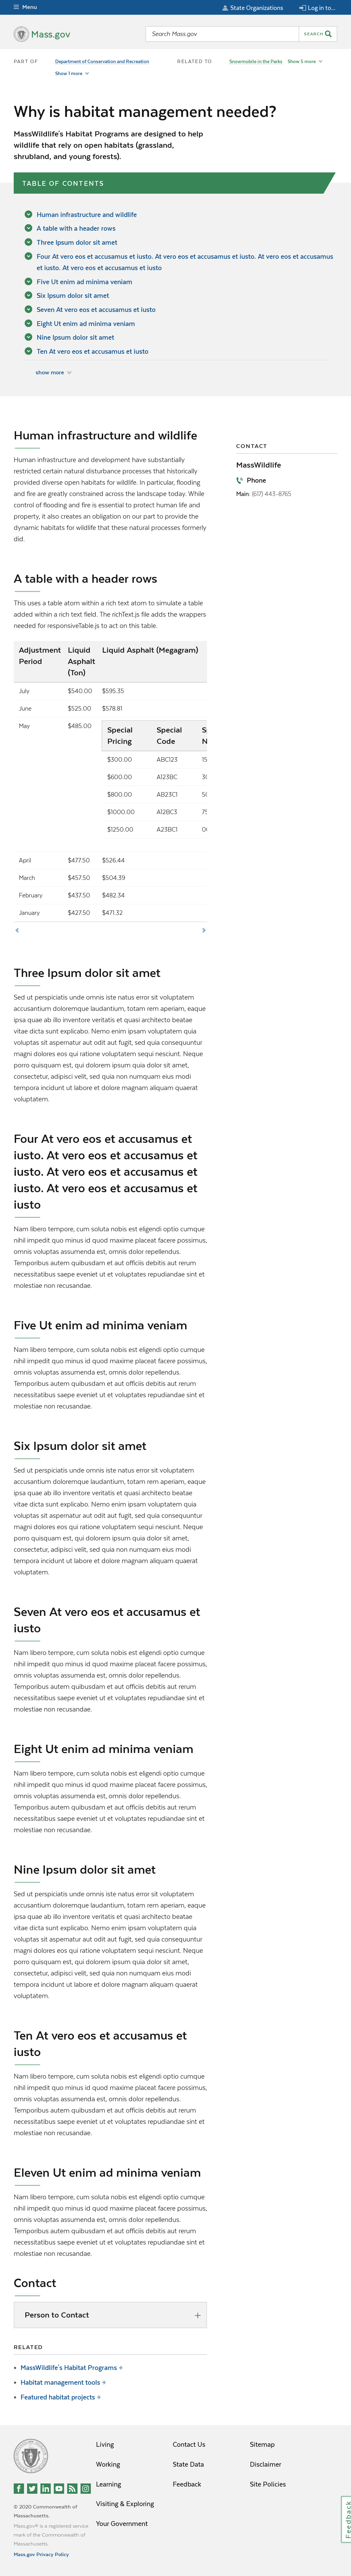 Menu
State Organizations
Log in to...
Mass.gov
Search Mass.gov
SEARCH
PART OF
Department of Conservation and Recreation
Show 1 more
RELATED TO
Snowmobile in the Parks
Show 5 more
Why is habitat management needed?
MassWildlife's Habitat Programs are designed to help
wildlife that rely on open habitats (grassland,
shrubland, and young forests).
TABLE OF CONTENTS
Human infrastructure and wildlife
A table with a header rows
Three Ipsum dolor sit amet
Four At vero eos et accusamus et iusto. At vero eos et accusamus et iusto. At vero eos et accusamus
et iusto. At vero eos et accusamus et iusto
Five Ut enim ad minima veniam
Six Ipsum dolor sit amet
Seven At vero eos et accusamus et iusto
Eight Ut enim ad minima veniam
Nine Ipsum dolor sit amet
Ten At vero eos et accusamus et iusto
show more
Human infrastructure and wildlife
Human infrastructure and development have substantially
restricted certain natural disturbance processes that historically
provided diverse open habitats for wildlife. In particular, flooding
and fire are greatly constrained across the landscape today. While
control of flooding and fire is essential to protect human life and
property, it also creates an obligation on our part to provide the
dynamic habitats for wildlife that these natural processes formerly
did.
CONTACT
MassWildlife
Phone
Main: (617) 443-8765
A table with a header rows
This uses a table atom within a rich text atom to simulate a table
added within a rich text field. The richText.js file adds the wrappers
needed for responsiveTable.js to act on this table.
Adjustment Period
Liquid Asphalt (Ton)
Liquid Asphalt (Megagram)
July $540.00 $595.35
June $525.00 $578.81
May $485.00
Special Pricing
Special Code
$300.00 ABC123
$600.00 A123BC
$800.00 AB23C1
$1000.00 A12BC3
$1250.00 A23BC1
April $477.50 $526.44
March $457.50 $504.39
February $437.50 $482.34
January $427.50 $471.32
Three Ipsum dolor sit amet
Sed ut perspiciatis unde omnis iste natus error sit voluptatem
accusantium doloremque laudantium, totam rem aperiam, eaque
ipsa quae ab illo inventore veritatis et quasi architecto beatae
vitae dicta sunt explicabo. Nemo enim ipsam voluptatem quia
voluptas sit aspernatur aut odit aut fugit, sed quia consequuntur
magni dolores eos qui ratione voluptatem sequi nesciunt. Neque
porro quisquam est, qui dolorem ipsum quia dolor sit amet,
consectetur, adipisci velit, sed quia non numquam eius modi
tempora incidunt ut labore et dolore magnam aliquam quaerat
voluptatem.
Four At vero eos et accusamus et
iusto. At vero eos et accusamus et
iusto. At vero eos et accusamus et
iusto. At vero eos et accusamus et
iusto
Nam libero tempore, cum soluta nobis est eligendi optio cumque
nihil impedit quo minus id quod maxime placeat facere possimus,
omnis voluptas assumenda est, omnis dolor repellendus.
Temporibus autem quibusdam et aut officiis debitis aut rerum
necessitatibus saepe eveniet ut et voluptates repudiandae sint et
molestiae non recusandae.
Five Ut enim ad minima veniam
Nam libero tempore, cum soluta nobis est eligendi optio cumque
nihil impedit quo minus id quod maxime placeat facere possimus,
omnis voluptas assumenda est, omnis dolor repellendus.
Temporibus autem quibusdam et aut officiis debitis aut rerum
necessitatibus saepe eveniet ut et voluptates repudiandae sint et
molestiae non recusandae.
Six Ipsum dolor sit amet
Sed ut perspiciatis unde omnis iste natus error sit voluptatem
accusantium doloremque laudantium, totam rem aperiam, eaque
ipsa quae ab illo inventore veritatis et quasi architecto beatae
vitae dicta sunt explicabo. Nemo enim ipsam voluptatem quia
voluptas sit aspernatur aut odit aut fugit, sed quia consequuntur
magni dolores eos qui ratione voluptatem sequi nesciunt. Neque
porro quisquam est, qui dolorem ipsum quia dolor sit amet,
consectetur, adipisci velit, sed quia non numquam eius modi
tempora incidunt ut labore et dolore magnam aliquam quaerat
voluptatem.
Seven At vero eos et accusamus et
iusto
Nam libero tempore, cum soluta nobis est eligendi optio cumque
nihil impedit quo minus id quod maxime placeat facere possimus,
omnis voluptas assumenda est, omnis dolor repellendus.
Temporibus autem quibusdam et aut officiis debitis aut rerum
necessitatibus saepe eveniet ut et voluptates repudiandae sint et
molestiae non recusandae.
Eight Ut enim ad minima veniam
Nam libero tempore, cum soluta nobis est eligendi optio cumque
nihil impedit quo minus id quod maxime placeat facere possimus,
omnis voluptas assumenda est, omnis dolor repellendus.
Temporibus autem quibusdam et aut officiis debitis aut rerum
necessitatibus saepe eveniet ut et voluptates repudiandae sint et
molestiae non recusandae.
Nine Ipsum dolor sit amet
Sed ut perspiciatis unde omnis iste natus error sit voluptatem
accusantium doloremque laudantium, totam rem aperiam, eaque
ipsa quae ab illo inventore veritatis et quasi architecto beatae
vitae dicta sunt explicabo. Nemo enim ipsam voluptatem quia
voluptas sit aspernatur aut odit aut fugit, sed quia consequuntur
magni dolores eos qui ratione voluptatem sequi nesciunt. Neque
porro quisquam est, qui dolorem ipsum quia dolor sit amet,
consectetur, adipisci velit, sed quia non numquam eius modi
tempora incidunt ut labore et dolore magnam aliquam quaerat
voluptatem.
Ten At vero eos et accusamus et
iusto
Nam libero tempore, cum soluta nobis est eligendi optio cumque
nihil impedit quo minus id quod maxime placeat facere possimus,
omnis voluptas assumenda est, omnis dolor repellendus.
Temporibus autem quibusdam et aut officiis debitis aut rerum
necessitatibus saepe eveniet ut et voluptates repudiandae sint et
molestiae non recusandae.
Eleven Ut enim ad minima veniam
Nam libero tempore, cum soluta nobis est eligendi optio cumque
nihil impedit quo minus id quod maxime placeat facere possimus,
omnis voluptas assumenda est, omnis dolor repellendus.
Temporibus autem quibusdam et aut officiis debitis aut rerum
necessitatibus saepe eveniet ut et voluptates repudiandae sint et
molestiae non recusandae.
Contact
Person to Contact
RELATED
MassWildlife's Habitat Programs
Habitat management tools
Featured habitat projects
Living
Working
Learning
Visiting & Exploring
Your Government
Contact Us
State Data
Feedback
Sitemap
Disclaimer
Site Policies
© 2020 Commonwealth of
Massachusetts.
Mass.gov® is a registered service
mark of the Commonwealth of
Massachusetts.
Mass.gov Privacy Policy
Feedback